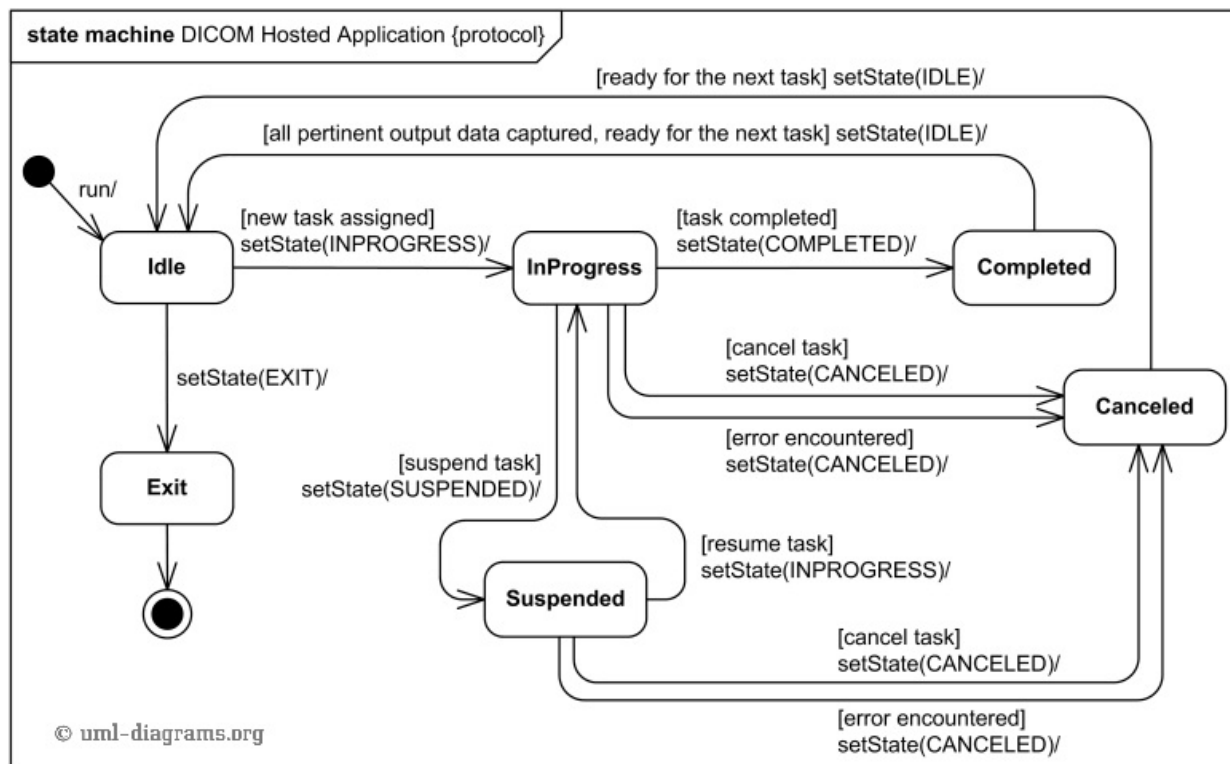 state machine DICOM Hosted Application {protocol}
[ready for the next task] setState(IDLE)/
[all pertinent output data captured, ready for the next task] setState(IDLE)/
run/
[new task assigned]
setState(INPROGRESS)/
[task completed]
setState(COMPLETED)/
Idle
InProgress
Completed
[cancel task]
setState(CANCELED)/
setState(EXIT)/
Canceled
[error encountered]
setState(CANCELED)/
[suspend task]
setState(SUSPENDED)/
Exit
[resume task]
setState(INPROGRESS)/
Suspended
[cancel task]
setState(CANCELED)/
[error encountered]
setState(CANCELED)/
© uml-diagrams.org